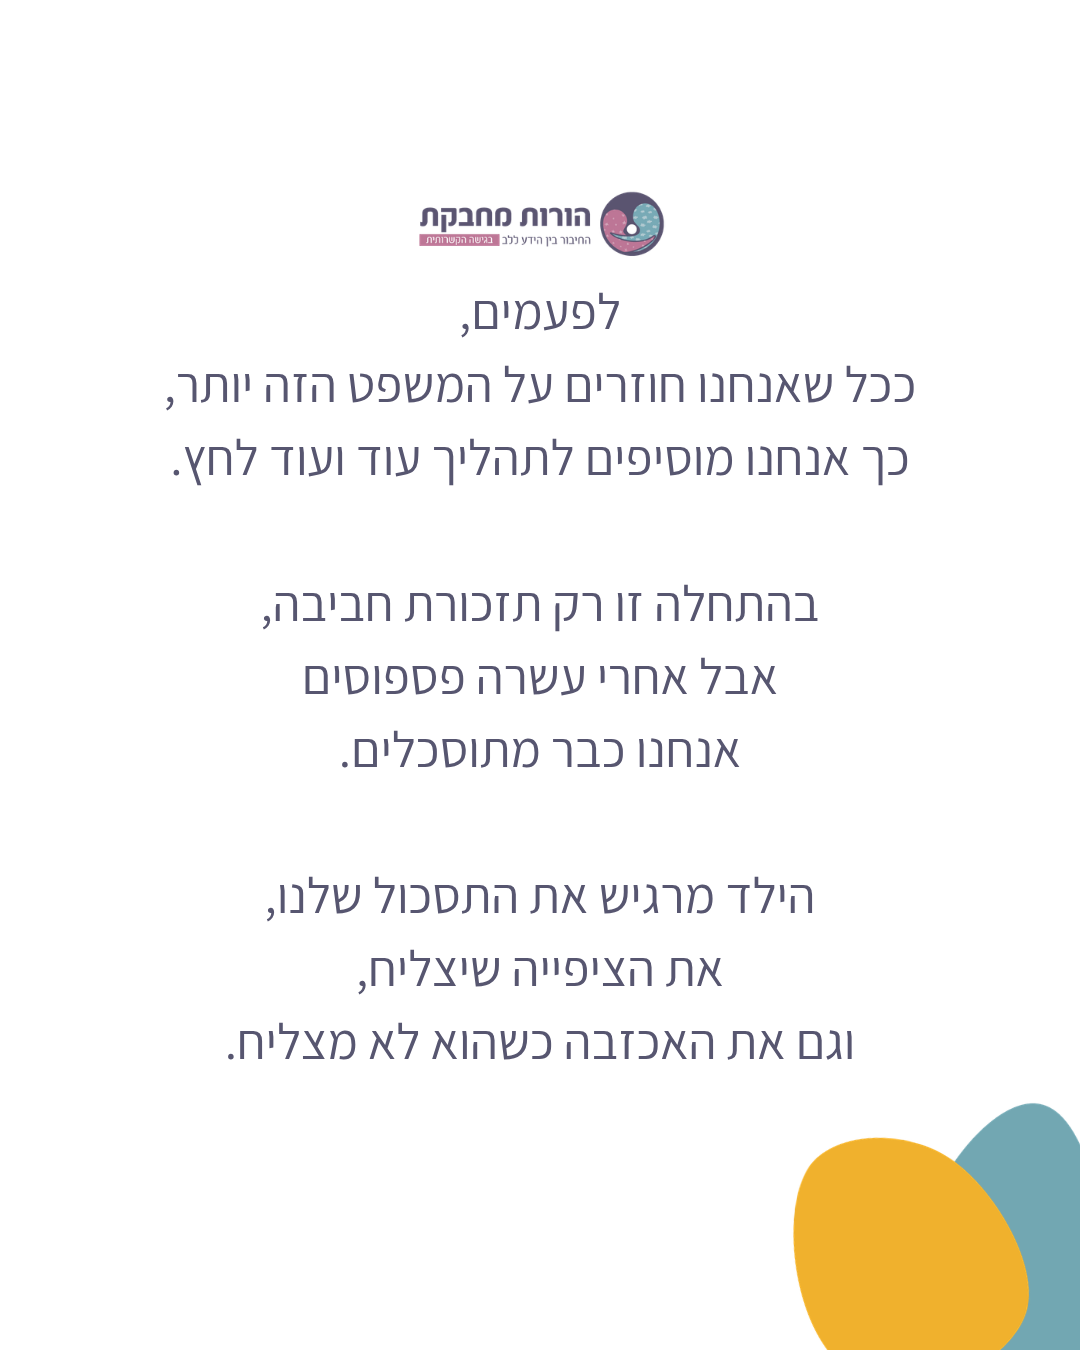 הורות מחבקת
החיבור בין הידע ללב בגישה הקשרותית
לפעמים,
ככל שאנחנו חוזרים על המשפט הזה יותר,
כך אנחנו מוסיפים לתהליך עוד ועוד לחץ.
בהתחלה זו רק תזכורת חביבה,
אבל אחרי עשרה פספוסים
אנחנו כבר מתוסכלים.
הילד מרגיש את התסכול שלנו,
את הציפייה שיצליח,
וגם את האכזבה כשהוא לא מצליח.